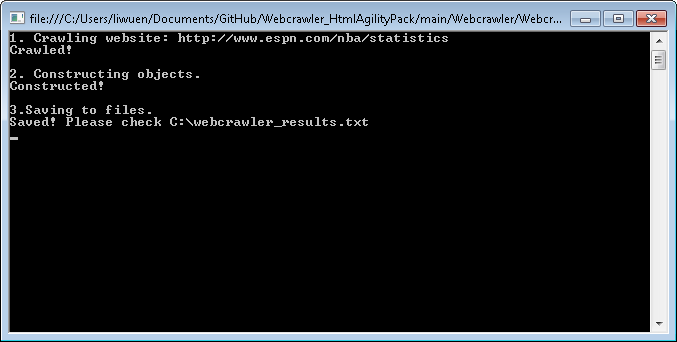 file:///C:/Users/liwuen/Documents/GitHub/Webcrawler_HtmlAgilityPack/main/Webcrawler/Webcr...
1. Crawling website: http://www.espn.com/nba/statistics
Crawled!
2. Constructing objects.
Constructed!
3.Saving to files.
Saved! Please check C:\webcrawler_results.txt